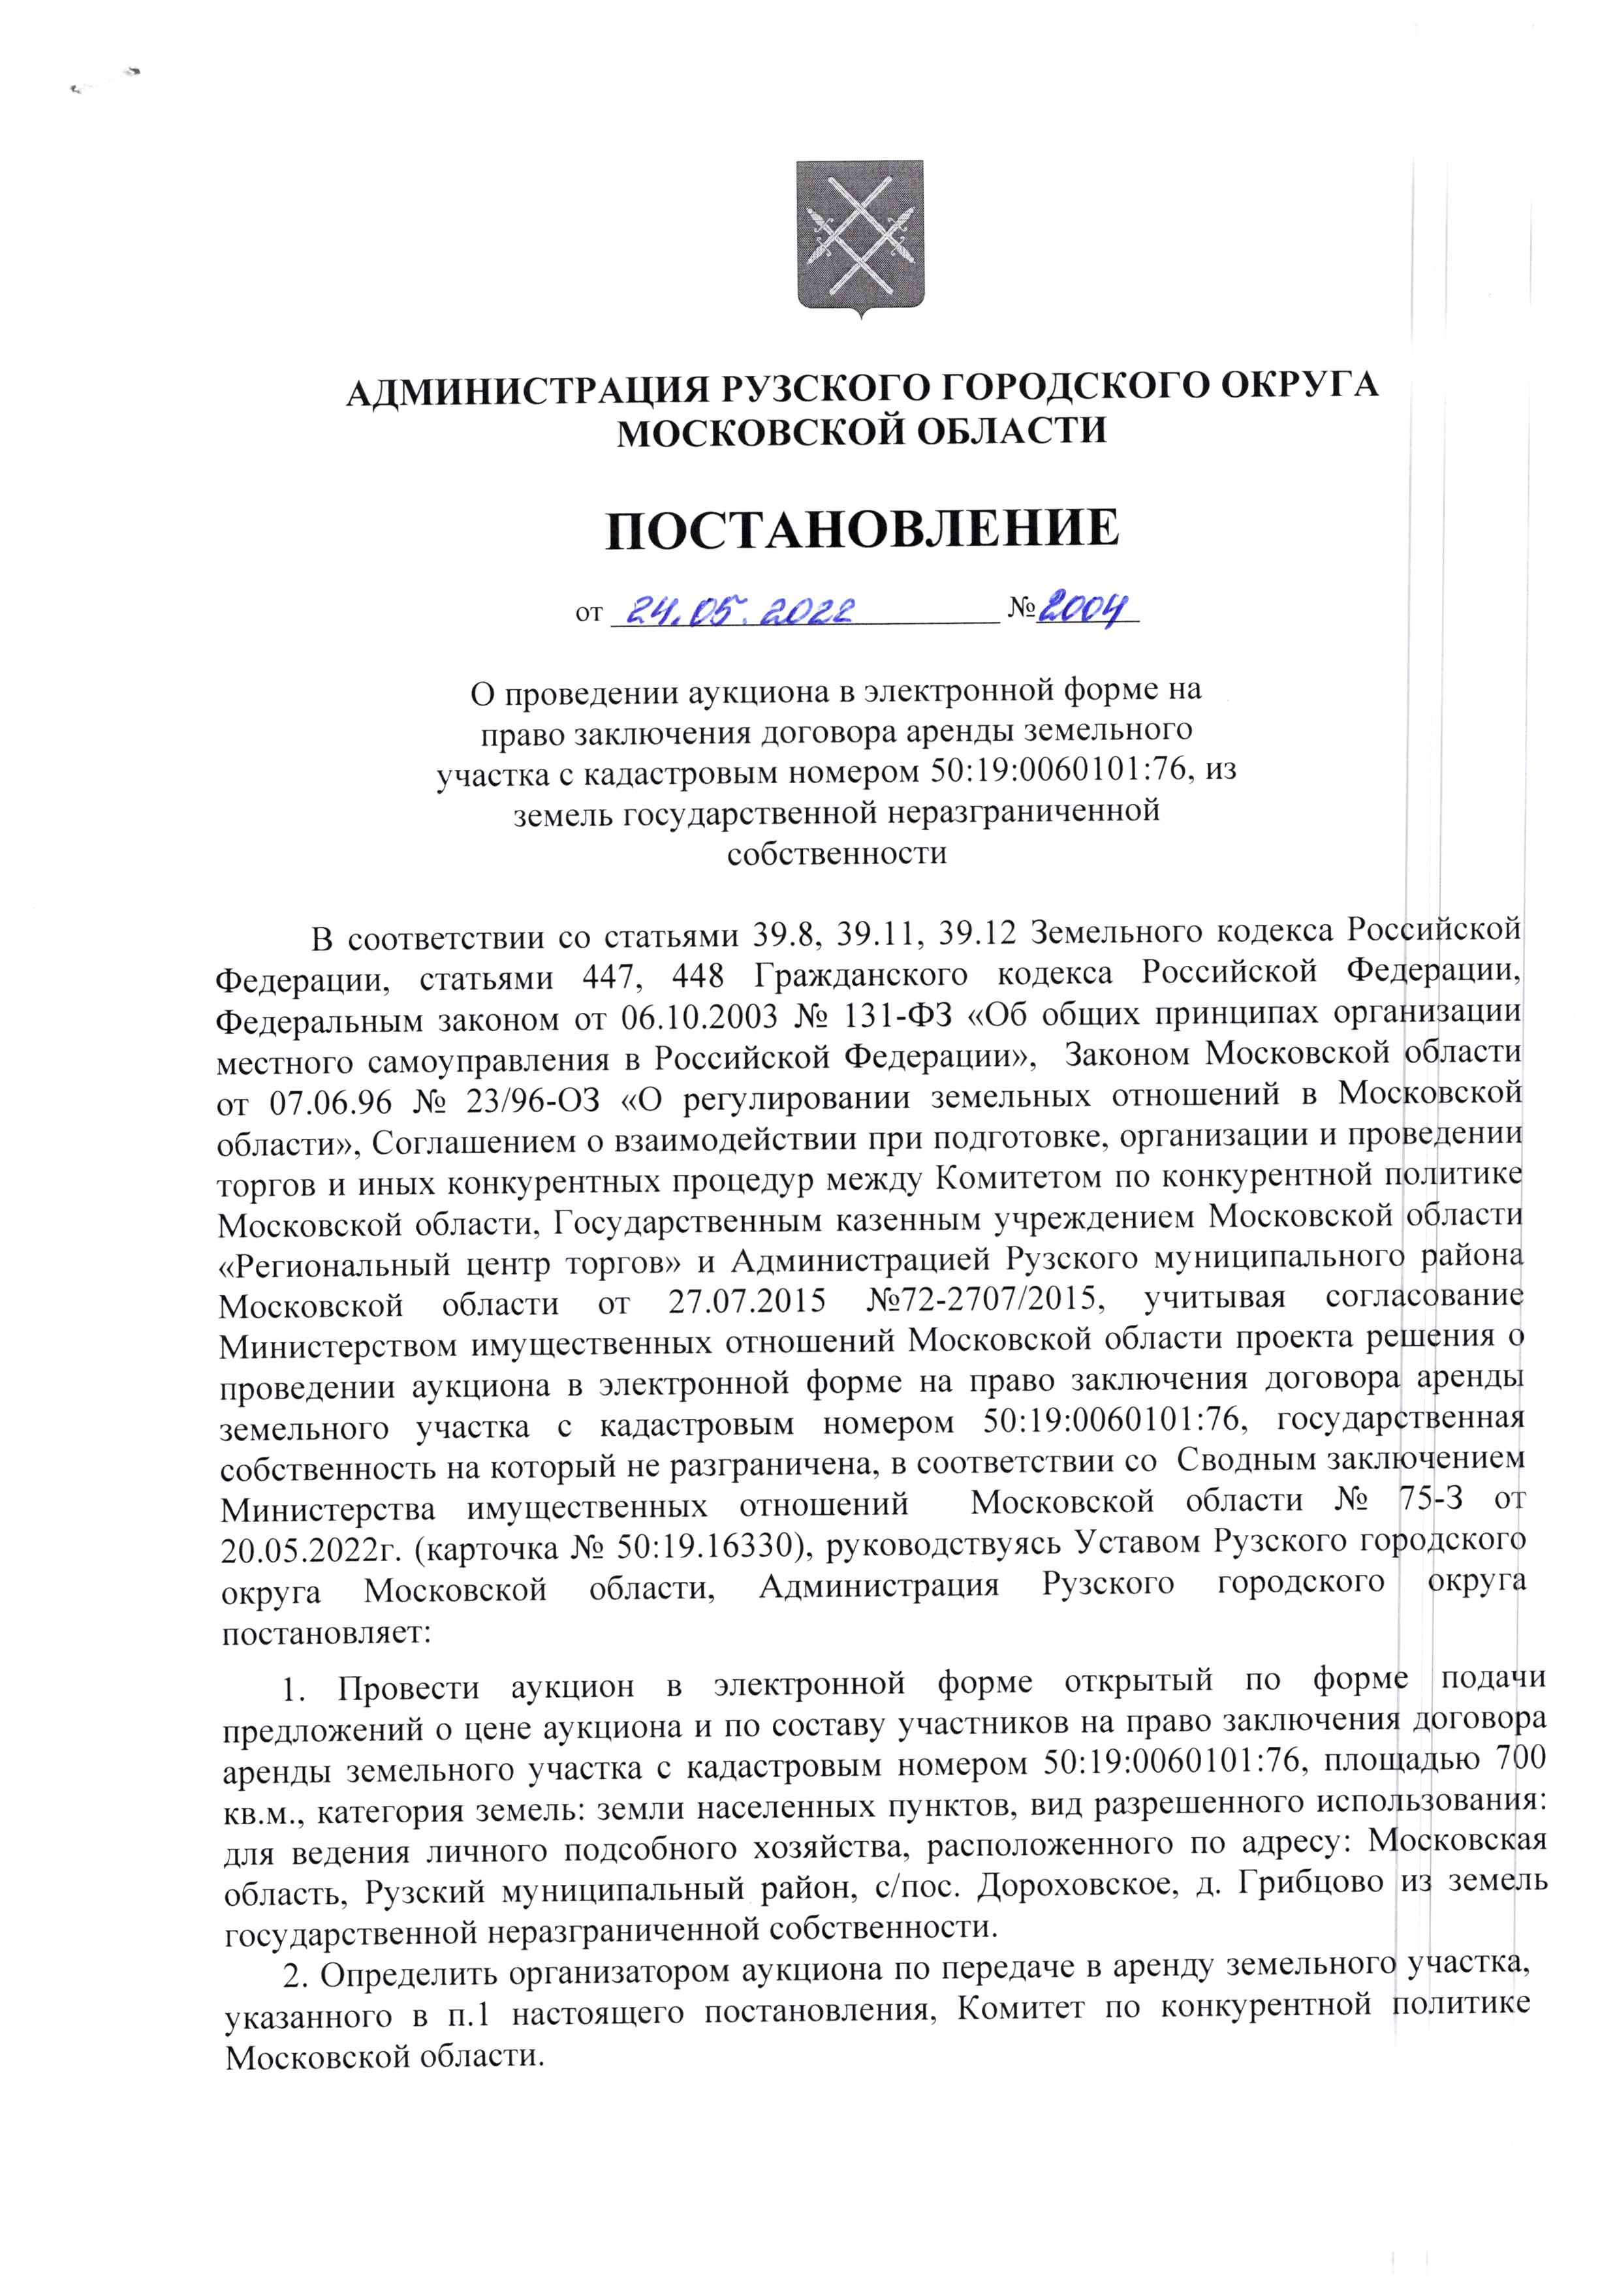 АДМИНИСТРАЦИЯ РУЗСКОГО ГОРОДСКОГО ОКРУГА
МОСКОВСКОЙ ОБЛАСТИ
ПОСТАНОВЛЕНИЕ
от 24.05.2022 № 2004
О проведении аукциона в электронной форме на
право заключения договора аренды земельного
участка с кадастровым номером 50:19:0060101:76, из
земель государственной неразграниченной
собственности
В соответствии со статьями 39.8, 39.11, 39.12 Земельного кодекса Российской
Федерации, статьями 447, 448 Гражданского кодекса Российской Федерации,
Федеральным законом от 06.10.2003 № 131-ФЗ «Об общих принципах организации
местного самоуправления в Российской Федерации», Законом Московской области
от 07.06.96 № 23/96-ОЗ «О регулировании земельных отношений в Московской
области», Соглашением о взаимодействии при подготовке, организации и проведении
торгов и иных конкурентных процедур между Комитетом по конкурентной политике
Московской области, Государственным казенным учреждением Московской области
«Региональный центр торгов» и Администрацией Рузского муниципального района
Московской области от 27.07.2015 №72-2707/2015, учитывая согласование
Министерством имущественных отношений Московской области проекта решения о
проведении аукциона в электронной форме на право заключения договора аренды
земельного участка с кадастровым номером 50:19:0060101:76, государственная
собственность на который не разграничена, в соответствии со Сводным заключением
Министерства имущественных отношений Московской области № 75-З от
20.05.2022г. (карточка № 50:19.16330), руководствуясь Уставом Рузского городского
округа Московской области, Администрация Рузского городского округа
постановляет:
1. Провести аукцион в электронной форме открытый по форме подачи
предложений о цене аукциона и по составу участников на право заключения договора
аренды земельного участка с кадастровым номером 50:19:0060101:76, площадью 700
кв.м., категория земель: земли населенных пунктов, вид разрешенного использования:
для ведения личного подсобного хозяйства, расположенного по адресу: Московская
область, Рузский муниципальный район, с/пос. Дороховское, д. Грибцово из земель
государственной неразграниченной собственности.
2. Определить организатором аукциона по передаче в аренду земельного участка,
указанного в п.1 настоящего постановления, Комитет по конкурентной политике
Московской области.